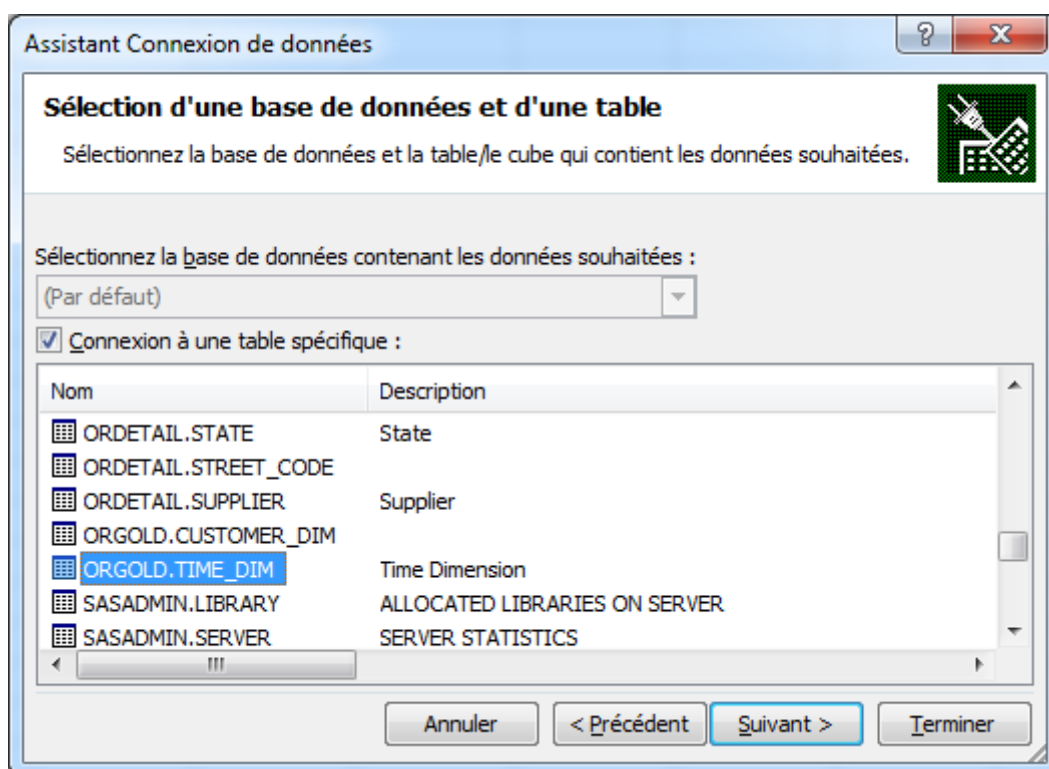 Assistant Connexion de données
Sélection d'une base de données et d'une table
Sélectionnez la base de données et la table/le cube qui contient les données souhaitées.
Sélectionnez la base de données contenant les données souhaitées :
(Par défaut)
Connexion à une table spécifique :
Nom Description
ORDETAIL.STATE State
ORDETAIL.STREET_CODE
ORDETAIL.SUPPLIER Supplier
ORGOLD.CUSTOMER_DIM
ORGOLD.TIME_DIM Time Dimension
SASADMIN.LIBRARY ALLOCATED LIBRARIES ON SERVER
SASADMIN.SERVER SERVER STATISTICS
Annuler < Précédent Suivant > Terminer